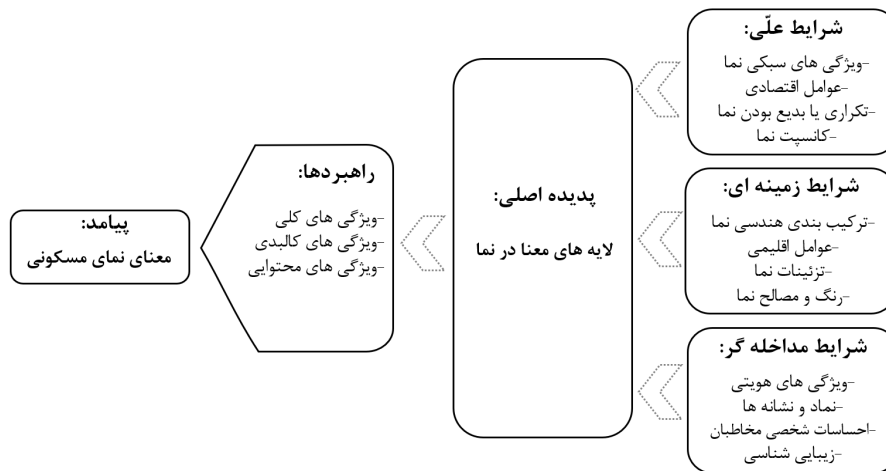 شرایط علّی:
-ویژگی های سبکی نما
-عوامل اقتصادی
-تکراری یا بدیع بودن نما
-کانسپت نما
شرایط زمینه ای:
-ترکیب بندی هندسی نما
-عوامل اقلیمی
-تزئینات نما
-رنگ و مصالح نما
شرایط مداخله گر:
-ویژگی های هویتی
-نماد و نشانه ها
-احساسات شخصی مخاطبان
-زیبایی شناسی
پدیده اصلی:
لایه های معنا در نما
راهبردها:
-ویژگی های کلی
-ویژگی های کالبدی
-ویژگی های محتوایی
پیامد:
معنای نمای مسکونی